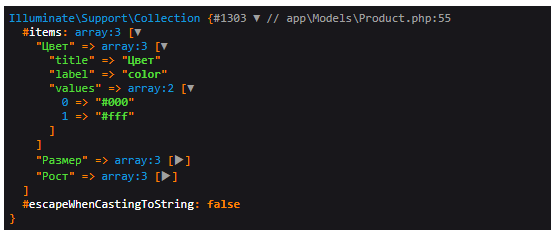 Illuminate\Support\Collection {#1303 ▼ // app\Models\Product.php:55
  #items: array:3 [▼
    "Цвет" => array:3 [▼
      "title" => "Цвет"
      "label" => "color"
      "values" => array:2 [▼
        0 => "#000"
        1 => "#fff"
      ]
    ]
    "Размер" => array:3 [▶]
    "Рост" => array:3 [▶]
  ]
  #escapeWhenCastingToString: false
}